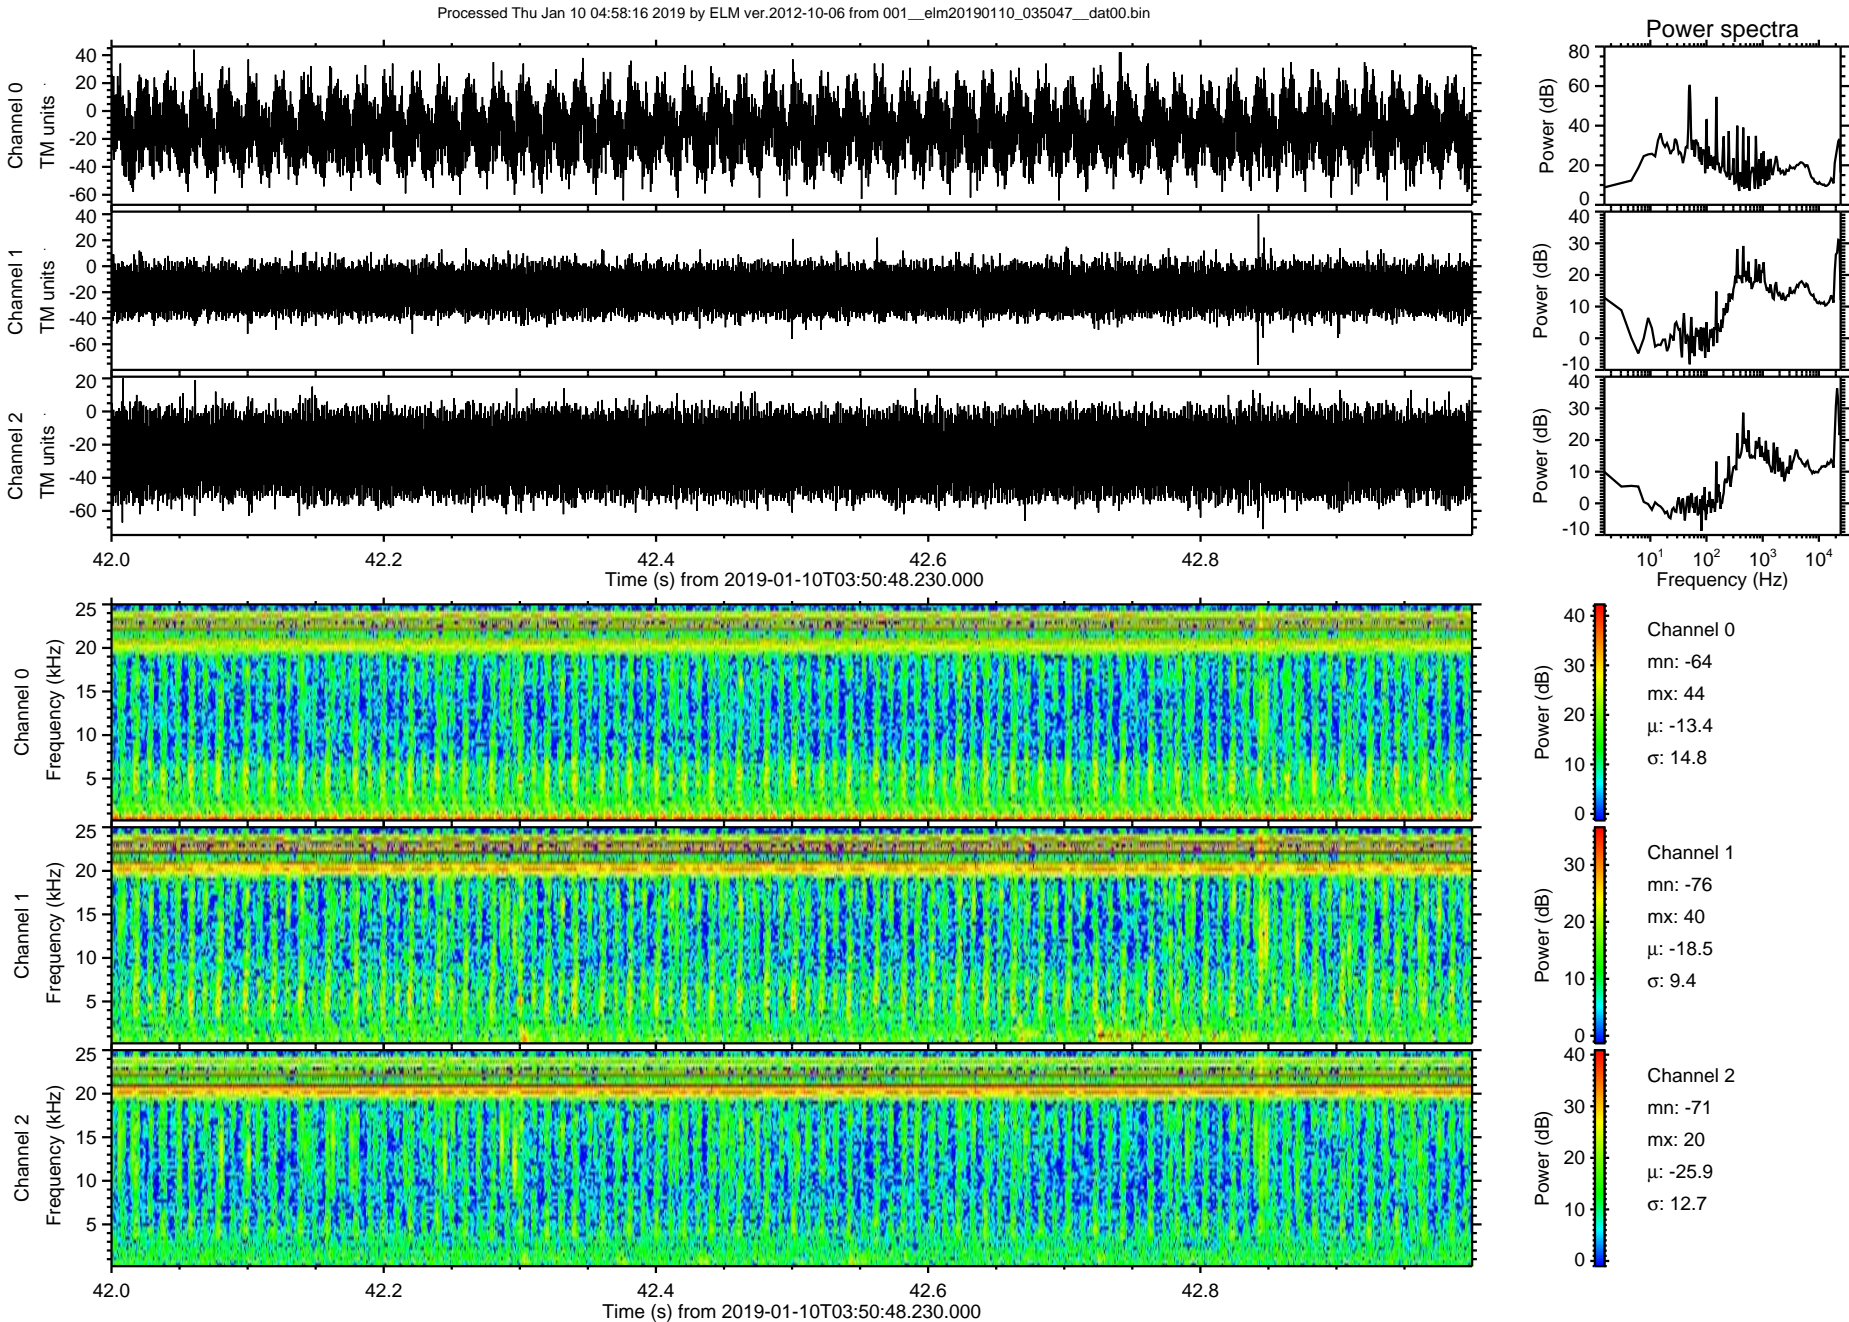 Processed Thu Jan 10 04:58:16 2019 by ELM ver.2012-10-06 from 001__elm20190110_035047__dat00.bin
Power spectra
Channel 0
TM units
40
20
0
-20
-40
-60
Power (dB)
80
60
40
20
0
Channel 1
TM units
40
20
0
-20
-40
-60
Power (dB)
40
30
20
10
0
-10
Channel 2
TM units
20
0
-20
-40
-60
Power (dB)
40
30
20
10
0
-10
42.0 42.2 42.4 42.6 42.8
Time (s) from 2019-01-10T03:50:48.230.000
10^1 10^2 10^3 10^4
Frequency (Hz)
Channel 0
Frequency (kHz)
25
20
15
10
5
Power (dB)
40
30
20
10
0
Channel 0
mn: -64
mx: 44
μ: -13.4
σ: 14.8
Channel 1
Frequency (kHz)
25
20
15
10
5
Power (dB)
30
20
10
0
Channel 1
mn: -76
mx: 40
μ: -18.5
σ: 9.4
Channel 2
Frequency (kHz)
25
20
15
10
5
Power (dB)
40
30
20
10
0
Channel 2
mn: -71
mx: 20
μ: -25.9
σ: 12.7
42.0 42.2 42.4 42.6 42.8
Time (s) from 2019-01-10T03:50:48.230.000